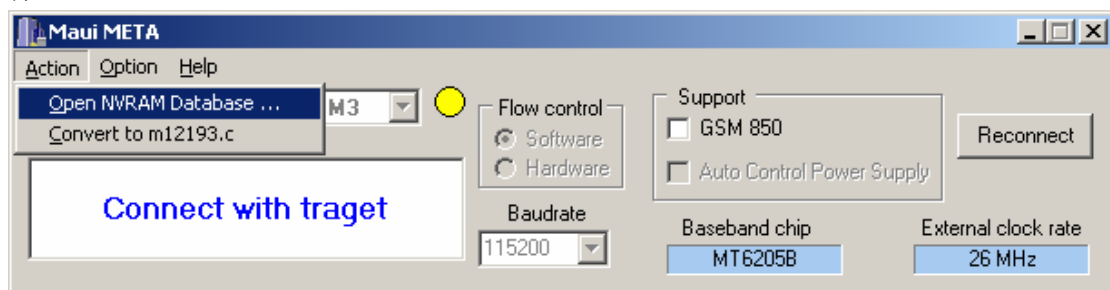 Maui META
Action Option Help
Open NVRAM Database ...
Convert to m12193.c
M3
Flow control
Software
Hardware
Support
GSM 850
Auto Control Power Supply
Reconnect
Connect with traget
Baudrate
115200
Baseband chip
MT6205B
External clock rate
26 MHz